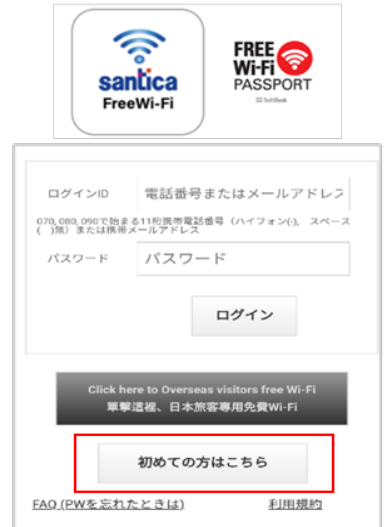 santica
FreeWi-Fi
FREE
Wi-Fi
PASSPORT
SoftBank
ログインID
電話番号またはメールアドレス
070, 080, 090で始まる11桁携帯電話番号（ハイフォン(-), スペース
( )無）または携帯メールアドレス
パスワード
パスワード
ログイン
Click here to Overseas visitors free Wi-Fi
單擊這裡、日本旅客專用免費Wi-Fi
初めての方はこちら
FAQ (PWを忘れたときは)
利用規約